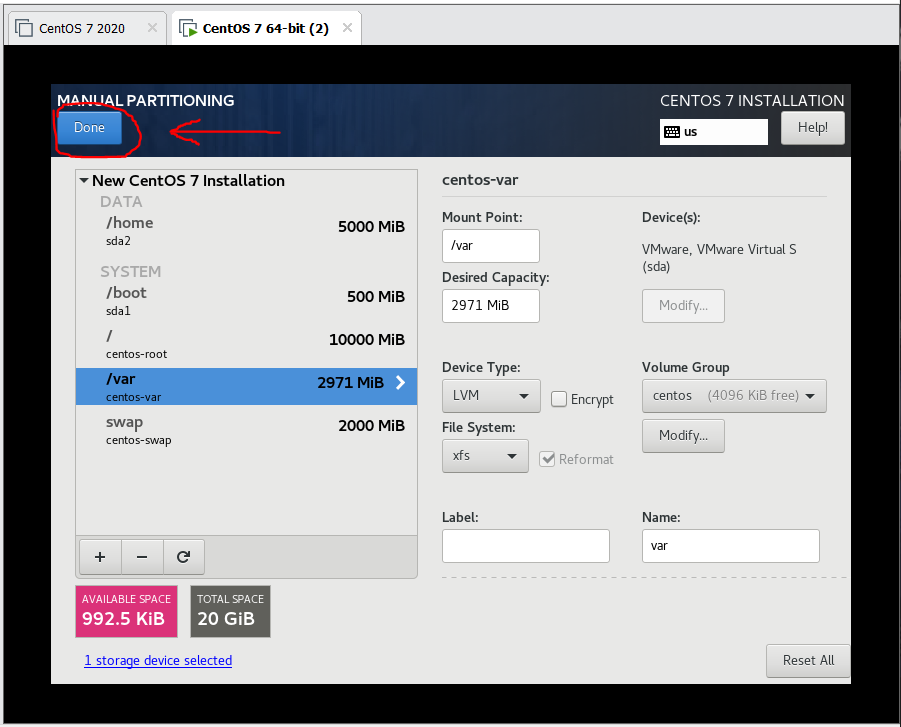 CentOS 7 2020
CentOS 7 64-bit (2)
MANUAL PARTITIONING
CENTOS 7 INSTALLATION
Done
us
Help!
New CentOS 7 Installation
DATA
/home 5000 MiB
sda2
SYSTEM
/boot 500 MiB
sda1
/ 10000 MiB
centos-root
/var 2971 MiB
centos-var
swap 2000 MiB
centos-swap
+ −
AVAILABLE SPACE
992.5 KiB
TOTAL SPACE
20 GiB
1 storage device selected
centos-var
Mount Point:
/var
Desired Capacity:
2971 MiB
Device(s):
VMware, VMware Virtual S
(sda)
Modify...
Device Type:
LVM
Encrypt
File System:
xfs
Reformat
Volume Group
centos (4096 KiB free)
Modify...
Label:
Name:
var
Reset All